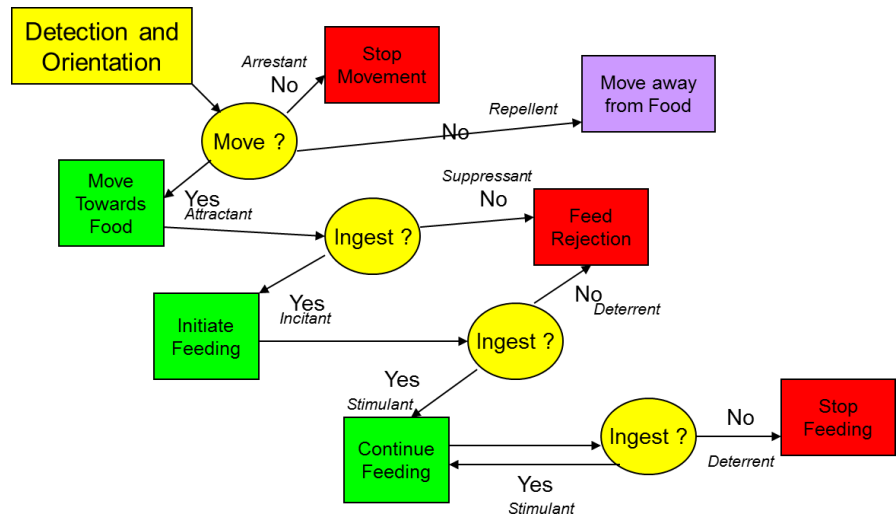 Detection and
Orientation
Arrestant
No
Stop
Movement
Move away
from Food
Repellent
No
Move ?
Move
Towards
Food
Yes
Attractant
Suppressant
No
Ingest ?
Feed
Rejection
Initiate
Feeding
Yes
Incitant
No
Deterrent
Ingest ?
Yes
Stimulant
Continue
Feeding
Ingest ?
No
Deterrent
Stop
Feeding
Yes
Stimulant